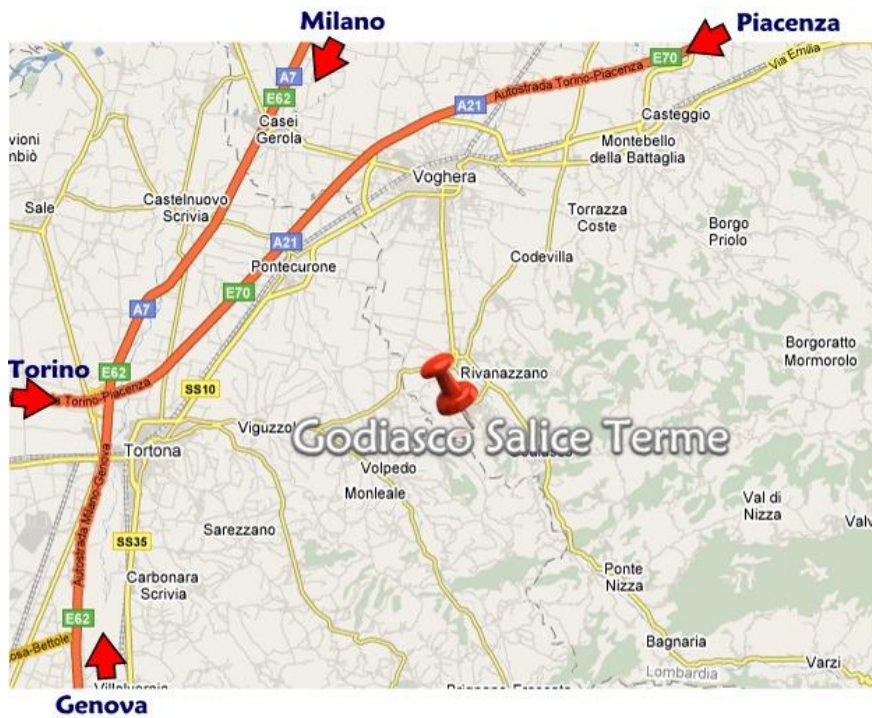 Milano
Piacenza
A7
E62
E70
Via Emilia
Autostrada Torino-Piacenza
A21
Casteggio
Casei
Gerola
Montebello
della Battaglia
Voghera
Castelnuovo
Scrivia
Sale
Torrazza
Coste
Borgo
Priolo
A21
Codevilla
Pontecurone
E70
A7
Borgoratto
Mormorolo
Torino
E62
Rivanazzano
Torino-Piacenza
SS10
Viguzzolo
Godiasco Salice Terme
Tortona
Volpedo
Monleale
Val di
Nizza
Sarezzano
SS35
Autostrada Milano-Genova
Carbonara
Scrivia
Ponte
Nizza
E62
Bagnaria
Varzi
Lombardia
Genova